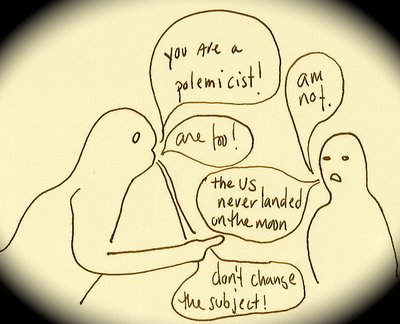 you are a
polemicist!
am
not.
are too!
the US
never landed
on the moon
don't change
the subject!